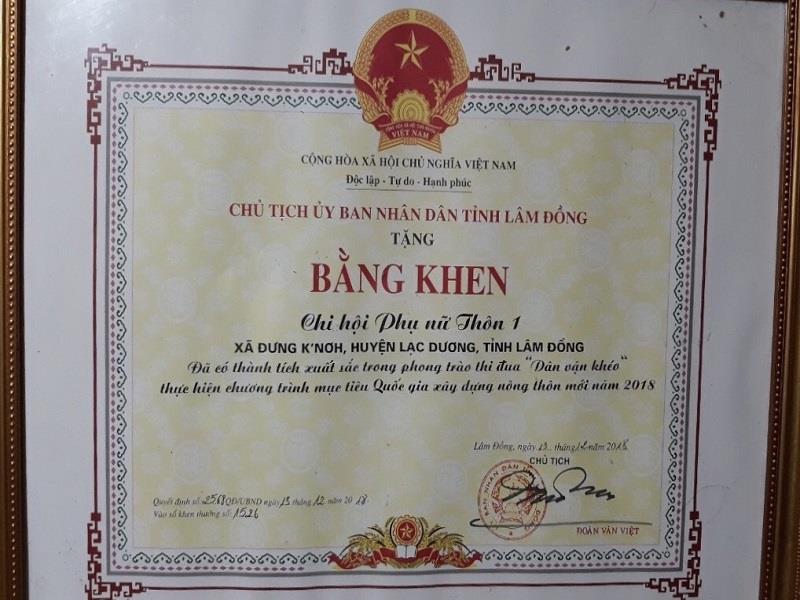 VIỆT NAM
CỘNG HÒA XÃ HỘI CHỦ NGHĨA VIỆT NAM
Độc lập - Tự do - Hạnh phúc
CHỦ TỊCH ỦY BAN NHÂN DÂN TỈNH LÂM ĐỒNG
TẶNG
BẰNG KHEN
Chi hội Phụ nữ Thôn 1
XÃ ĐƯNG K'NƠH, HUYỆN LẠC DƯƠNG, TỈNH LÂM ĐỒNG
Đã có thành tích xuất sắc trong phong trào thi đua "Dân vận khéo"
thực hiện chương trình mục tiêu Quốc gia xây dựng nông thôn mới năm 2018
Lâm Đồng, ngày 13 tháng 12 năm 2018
CHỦ TỊCH
Quyết định số: 2568 QĐ/UBND ngày 13 tháng 12 năm 2018
Vào sổ khen thưởng số: 1526
ĐOÀN VĂN VIỆT